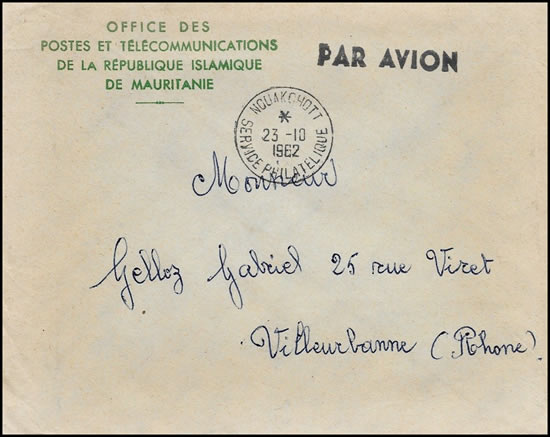 OFFICE DES
POSTES ET TÉLÉCOMMUNICATIONS
DE LA RÉPUBLIQUE ISLAMIQUE
DE MAURITANIE
PAR AVION
NOUAKCHOTT
*
23 -10
1962
SERVICE PHILATELIQUE
Monsieur
Gelloz Gabriel 25 rue Viret
Villeurbanne (Rhone)